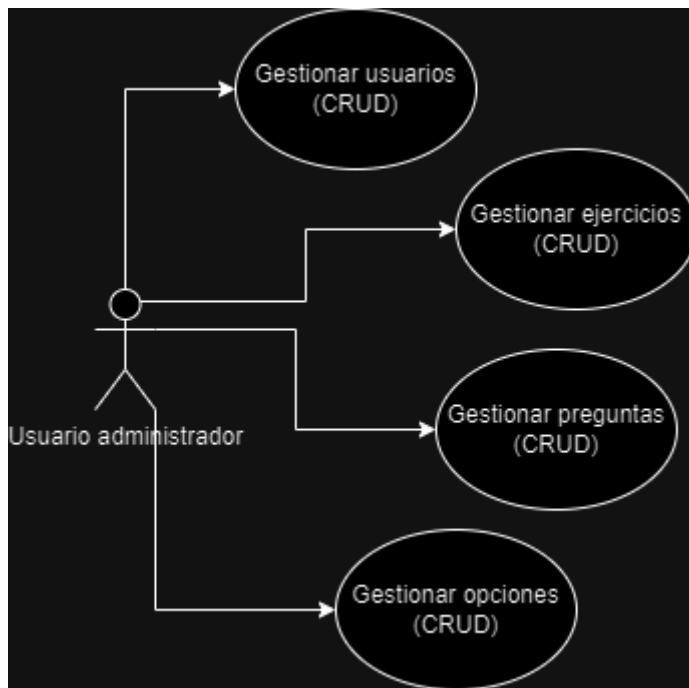 Gestionar usuarios
(CRUD)
Gestionar ejercicios
(CRUD)
Gestionar preguntas
(CRUD)
Usuario administrador
Gestionar opciones
(CRUD)